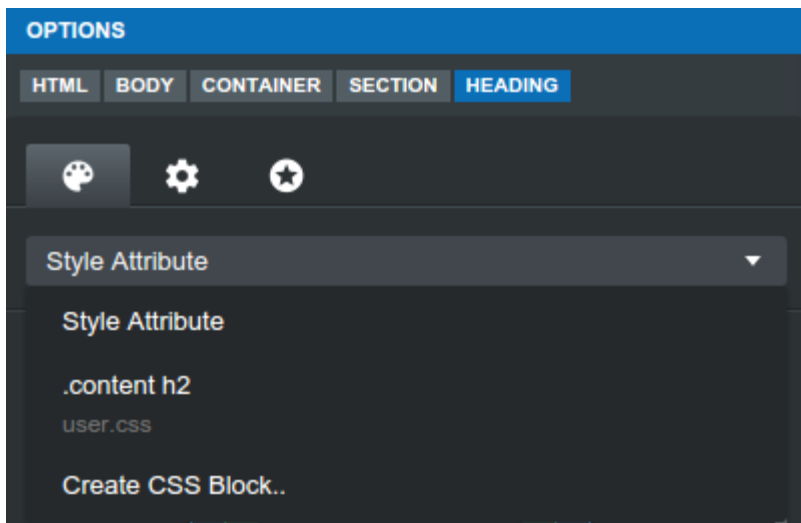 OPTIONS
HTML BODY CONTAINER SECTION HEADING
Style Attribute
Style Attribute
.content h2
user.css
Create CSS Block..